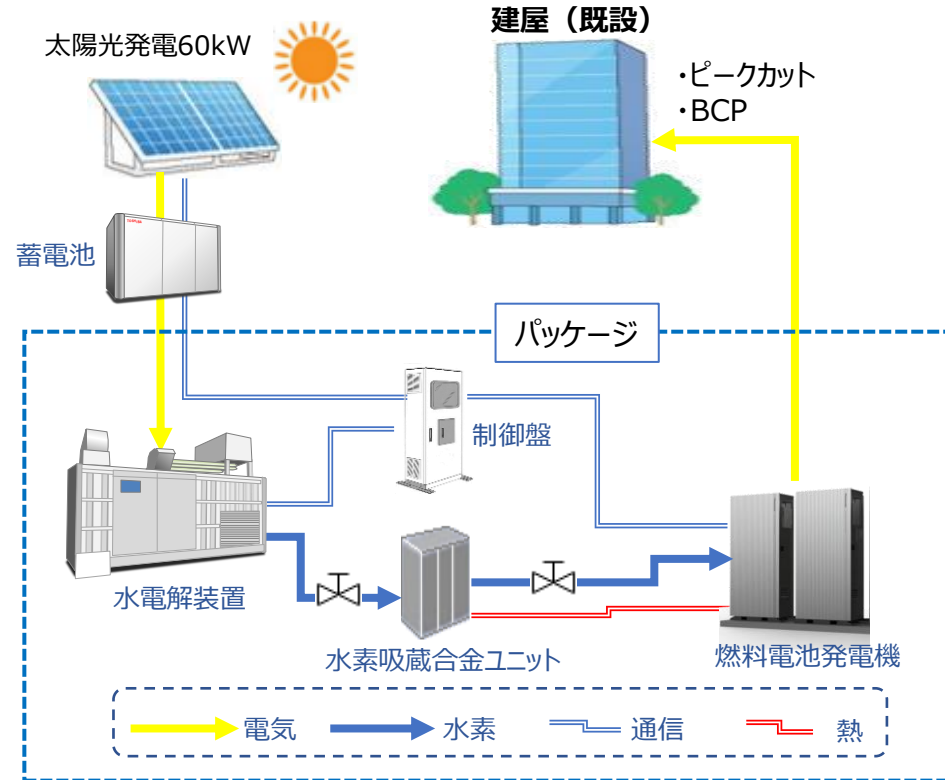 建屋（既設）
太陽光発電60kW
・ピークカット
・BCP
蓄電池
パッケージ
制御盤
水電解装置
水素吸蔵合金ユニット
燃料電池発電機
電気
水素
通信
熱